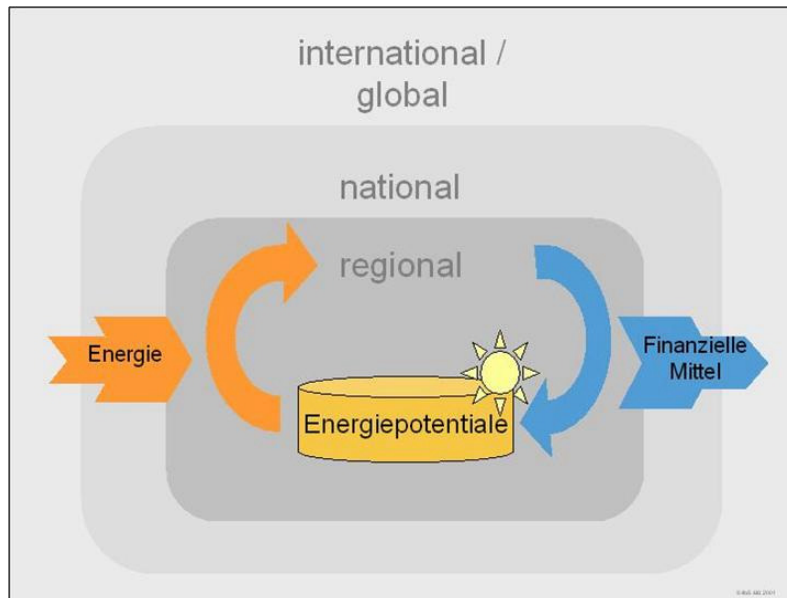 international /
global
national
regional
Energie
Finanzielle
Mittel
Energiepotentiale